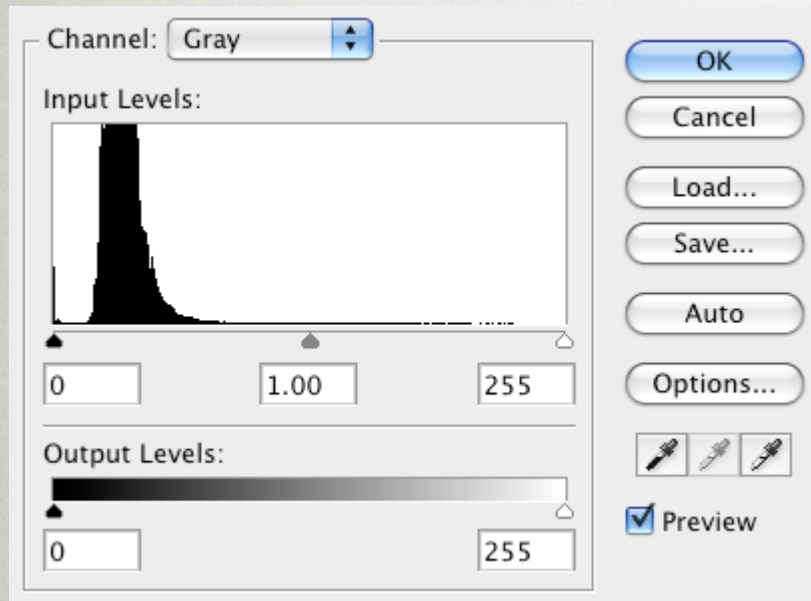 Channel: Gray
Input Levels:
0 1.00 255
Output Levels:
0 255
OK
Cancel
Load...
Save...
Auto
Options...
Preview